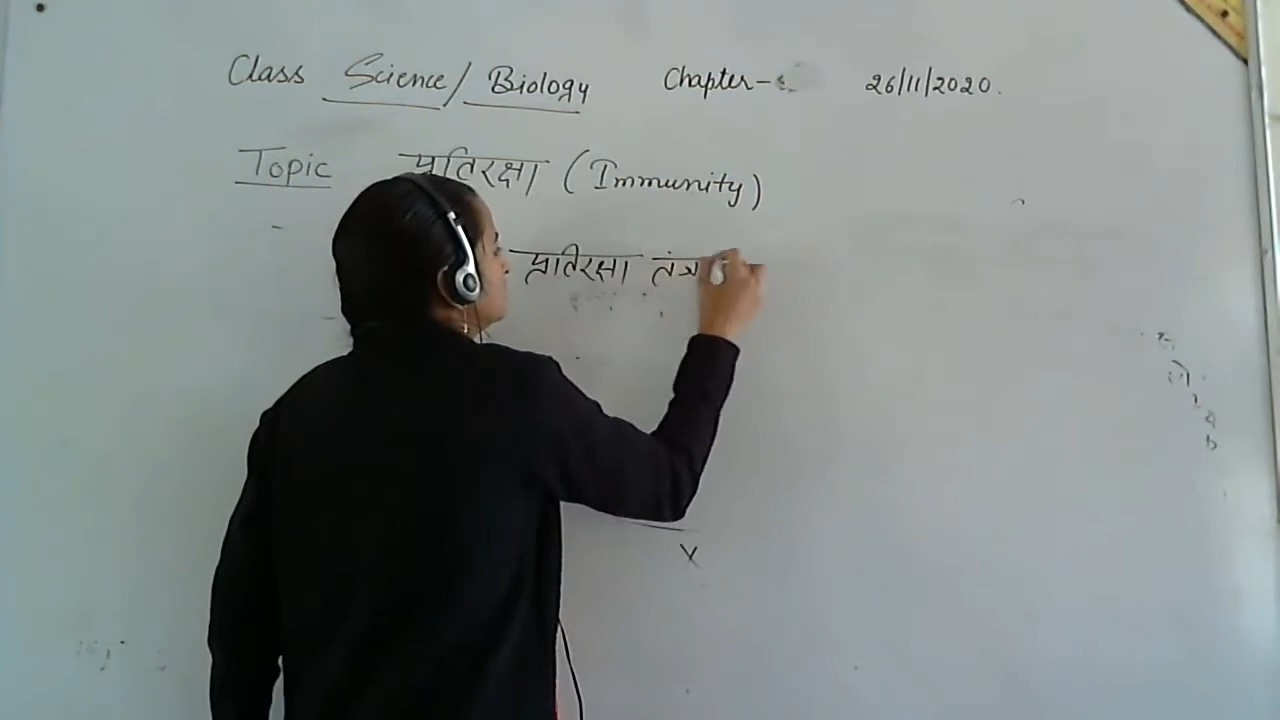 Class Science/ Biology Chapter- 26/11/2020.
Topic प्रतिरक्षा (Immunity)
प्रतिरक्षा तंत्र
x